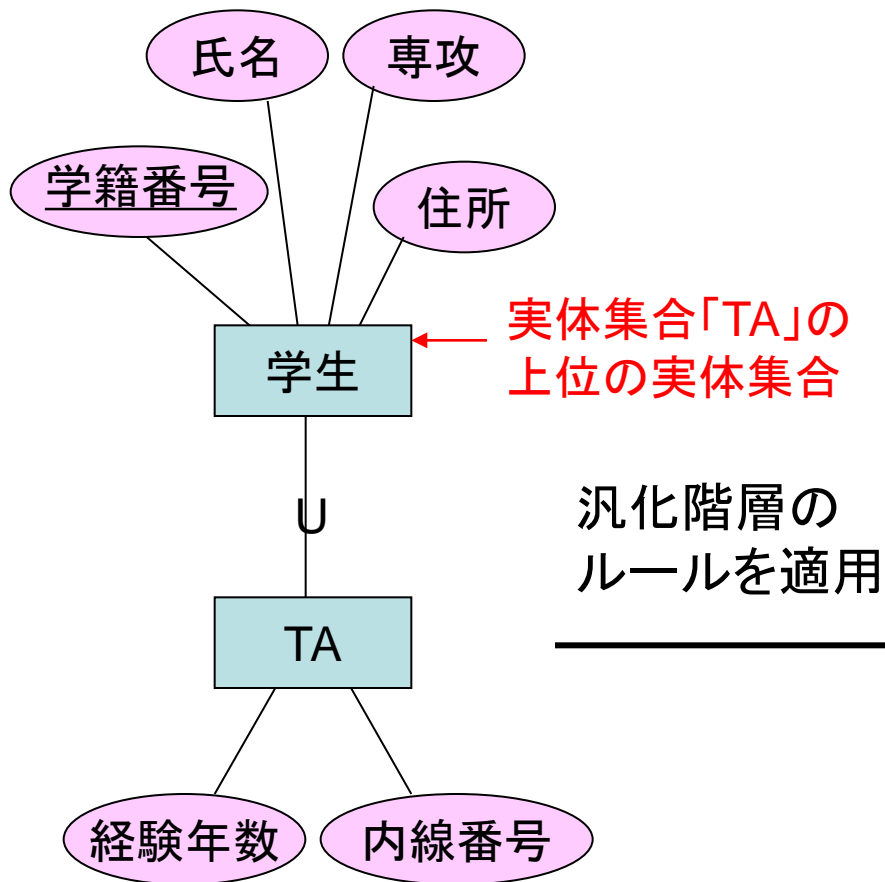 氏名
専攻
学籍番号
住所
実体集合「TA」の
上位の実体集合
学生
U
汎化階層の
ルールを適用
TA
経験年数
内線番号